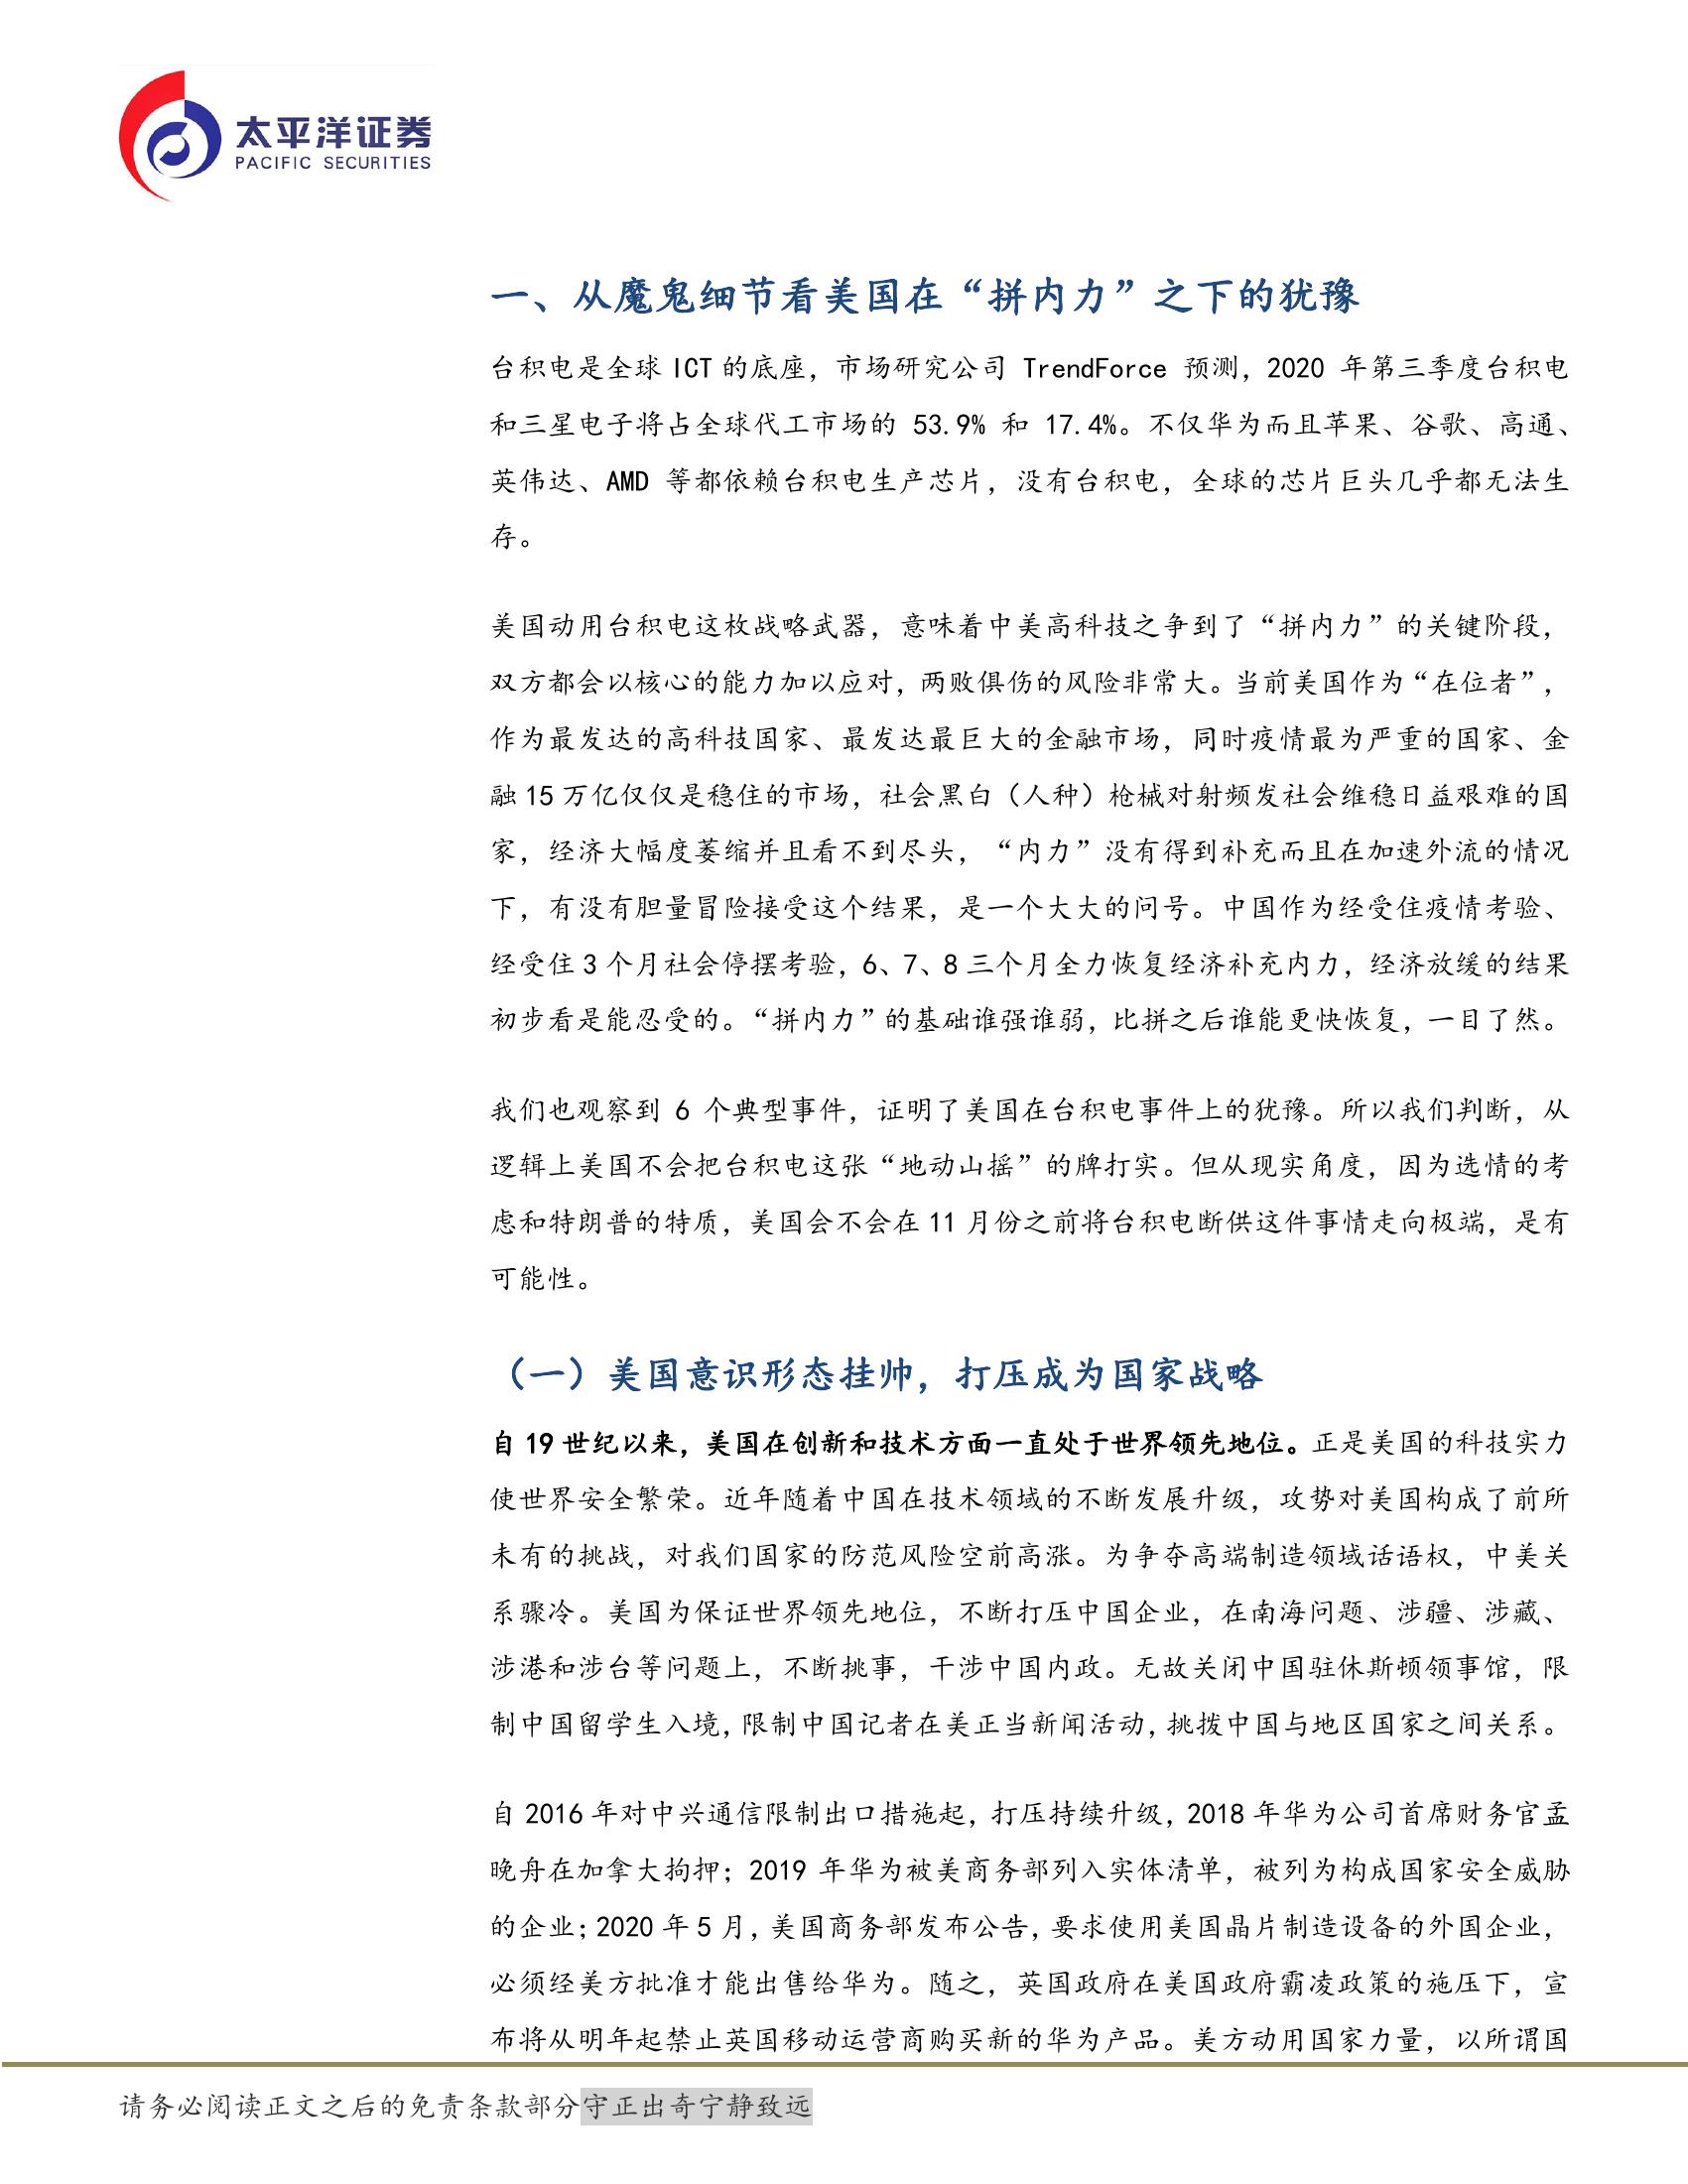 太平洋证券
PACIFIC SECURITIES
一、从魔鬼细节看美国在“拼内力”之下的犹豫
台积电是全球 ICT 的底座，市场研究公司 TrendForce 预测，2020 年第三季度台积电
和三星电子将占全球代工市场的 53.9% 和 17.4%。不仅华为而且苹果、谷歌、高通、
英伟达、AMD 等都依赖台积电生产芯片，没有台积电，全球的芯片巨头几乎都无法生
存。
美国动用台积电这枚战略武器，意味着中美高科技之争到了“拼内力”的关键阶段，
双方都会以核心的能力加以应对，两败俱伤的风险非常大。当前美国作为“在位者”，
作为最发达的高科技国家、最发达最巨大的金融市场，同时疫情最为严重的国家、金
融 15 万亿仅仅是稳住的市场，社会黑白（人种）枪械对射频发社会维稳日益艰难的国
家，经济大幅度萎缩并且看不到尽头，“内力”没有得到补充而且在加速外流的情况
下，有没有胆量冒险接受这个结果，是一个大大的问号。中国作为经受住疫情考验、
经受住 3 个月社会停摆考验，6、7、8 三个月全力恢复经济补充内力，经济放缓的结果
初步看是能忍受的。“拼内力”的基础谁强谁弱，比拼之后谁能更快恢复，一目了然。
我们也观察到 6 个典型事件，证明了美国在台积电事件上的犹豫。所以我们判断，从
逻辑上美国不会把台积电这张“地动山摇”的牌打实。但从现实角度，因为选情的考
虑和特朗普的特质，美国会不会在 11 月份之前将台积电断供这件事情走向极端，是有
可能性。
（一）美国意识形态挂帅，打压成为国家战略
自 19 世纪以来，美国在创新和技术方面一直处于世界领先地位。正是美国的科技实力
使世界安全繁荣。近年随着中国在技术领域的不断发展升级，攻势对美国构成了前所
未有的挑战，对我们国家的防范风险空前高涨。为争夺高端制造领域话语权，中美关
系骤冷。美国为保证世界领先地位，不断打压中国企业，在南海问题、涉疆、涉藏、
涉港和涉台等问题上，不断挑事，干涉中国内政。无故关闭中国驻休斯顿领事馆，限
制中国留学生入境，限制中国记者在美正当新闻活动，挑拨中国与地区国家之间关系。
自 2016 年对中兴通信限制出口措施起，打压持续升级，2018 年华为公司首席财务官孟
晚舟在加拿大拘押；2019 年华为被美商务部列入实体清单，被列为构成国家安全威胁
的企业；2020 年 5 月，美国商务部发布公告，要求使用美国晶片制造设备的外国企业，
必须经美方批准才能出售给华为。随之，英国政府在美国政府霸凌政策的施压下，宣
布将从明年起禁止英国移动运营商购买新的华为产品。美方动用国家力量，以所谓国
请务必阅读正文之后的免责条款部分守正出奇宁静致远